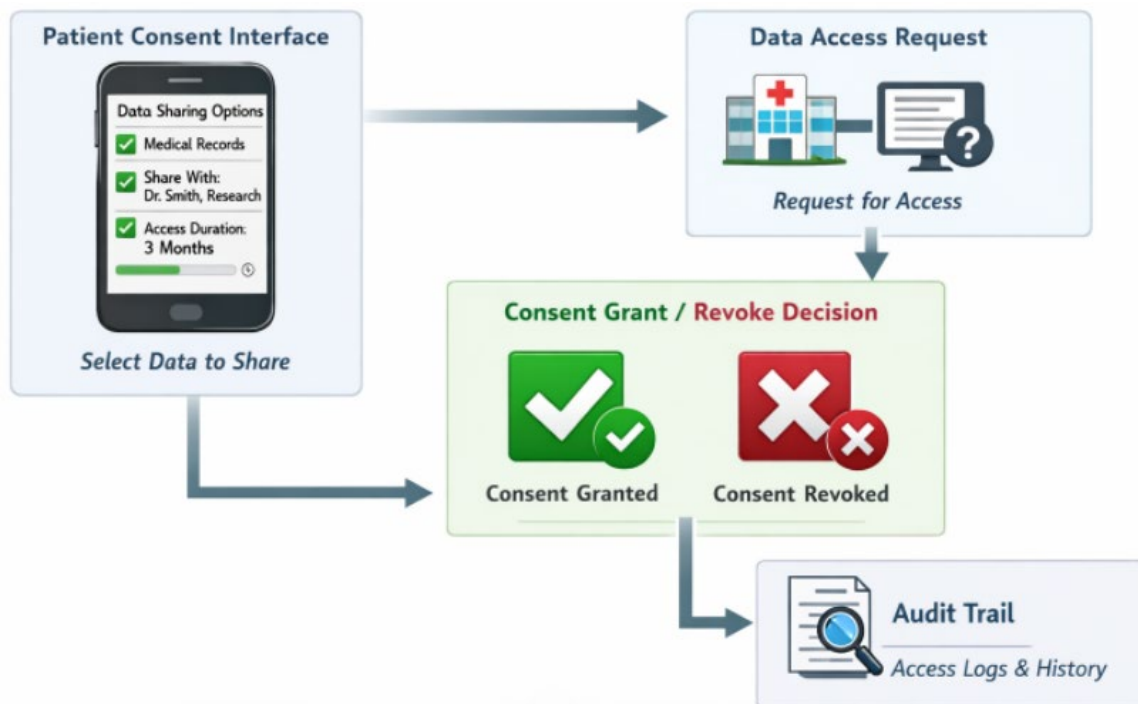 Patient Consent Interface
Data Sharing Options
Medical Records
Share With:
Dr. Smith, Research
Access Duration:
3 Months
Select Data to Share
Data Access Request
?
Request for Access
Consent Grant / Revoke Decision
Consent Granted
Consent Revoked
Audit Trail
Access Logs & History